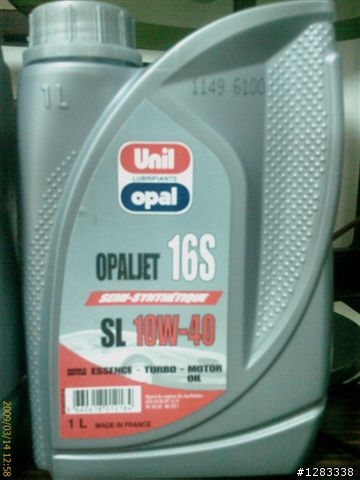 1L
1149 6100
Unil
LUBRIFIANTS
opal
OPALJET 16S
SEMI-SYNTHÉTIQUE
SL 10W-40
ESSENCE - TURBO - MOTOR
OIL
1 L MADE IN FRANCE
2009/03/14 12:58
#1283338